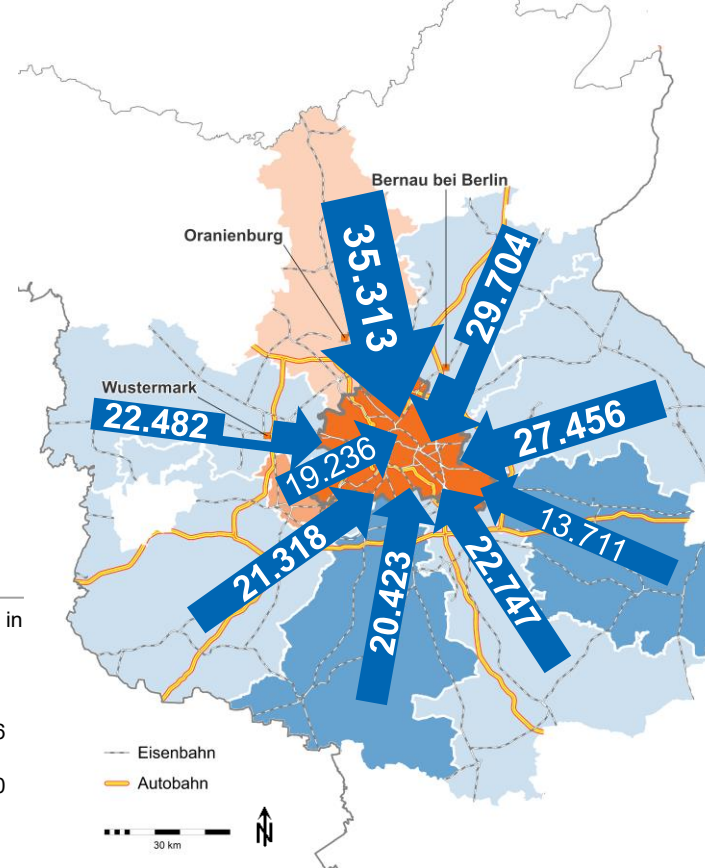 Bernau bei Berlin
Oranienburg
35.313
29.704
Wustermark
22.482
27.456
19.236
13.711
21.318
22.747
20.423
in
6
0
Eisenbahn
Autobahn
30 km
N